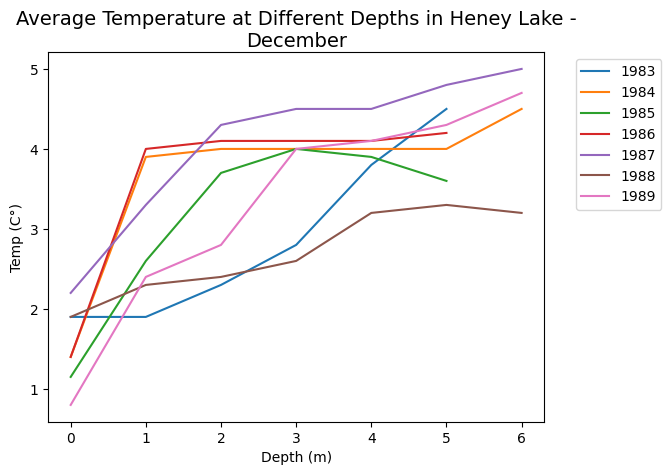 Average Temperature at Different Depths in Heney Lake -
December
1983
1984
1985
1986
1987
1988
1989
5
4
3
2
1
Temp (C°)
0 1 2 3 4 5 6
Depth (m)